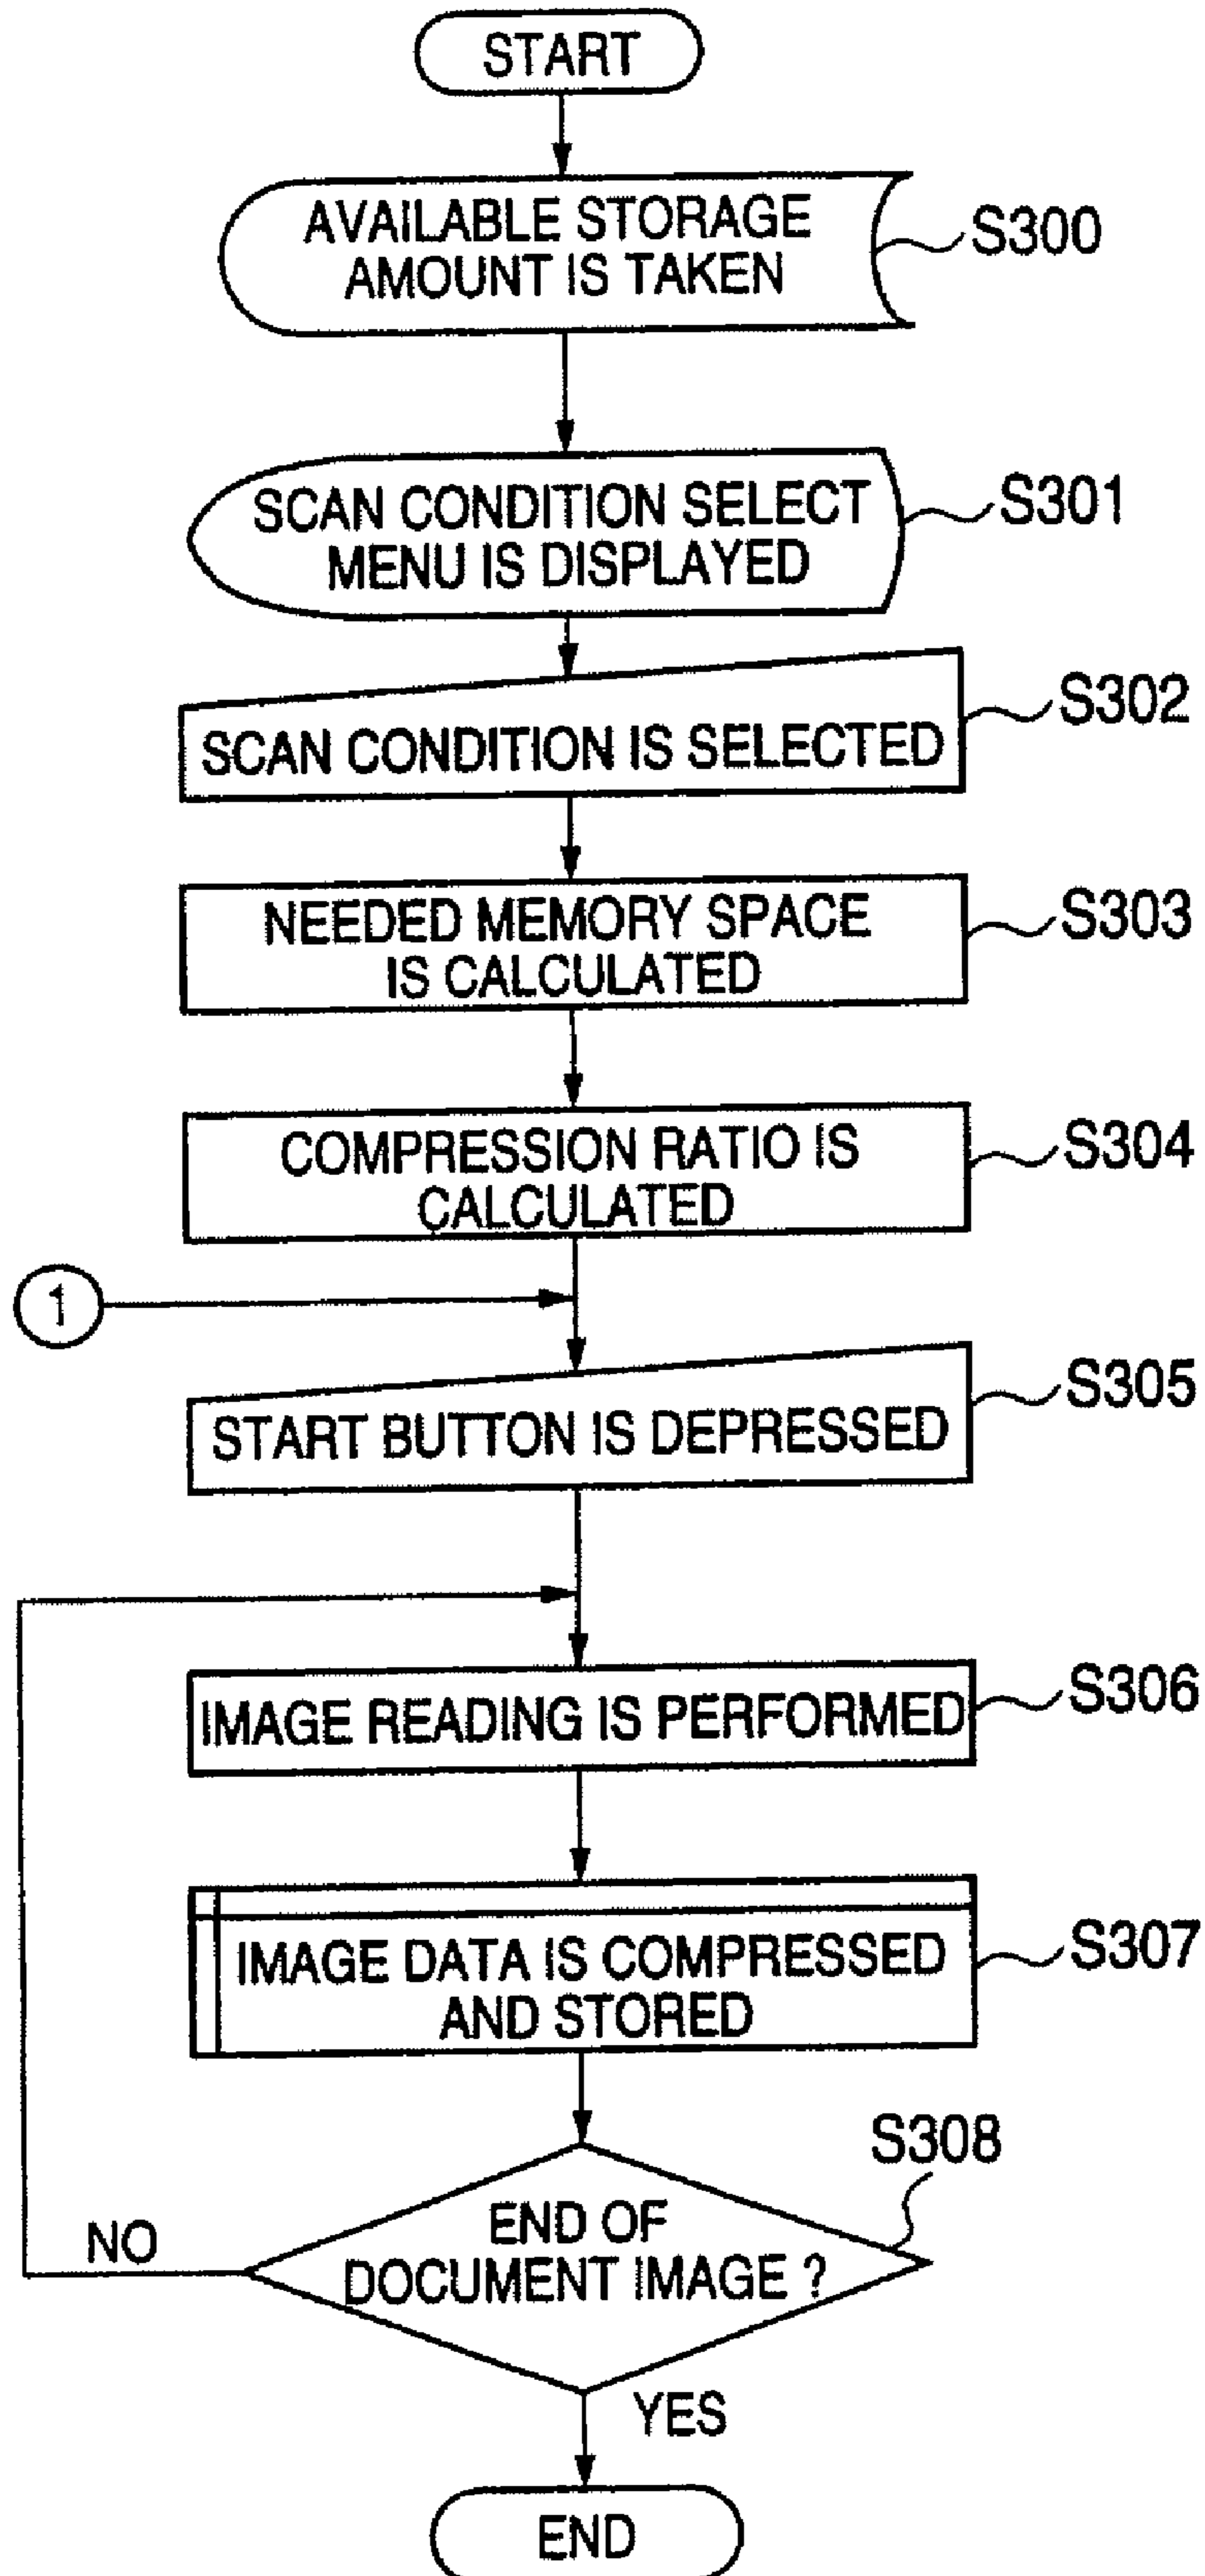 START
AVAILABLE STORAGE
AMOUNT IS TAKEN
S300
SCAN CONDITION SELECT
MENU IS DISPLAYED
S301
SCAN CONDITION IS SELECTED
S302
NEEDED MEMORY SPACE
IS CALCULATED
S303
COMPRESSION RATIO IS
CALCULATED
S304
1
START BUTTON IS DEPRESSED
S305
IMAGE READING IS PERFORMED
S306
IMAGE DATA IS COMPRESSED
AND STORED
S307
S308
END OF
DOCUMENT IMAGE ?
NO
YES
END